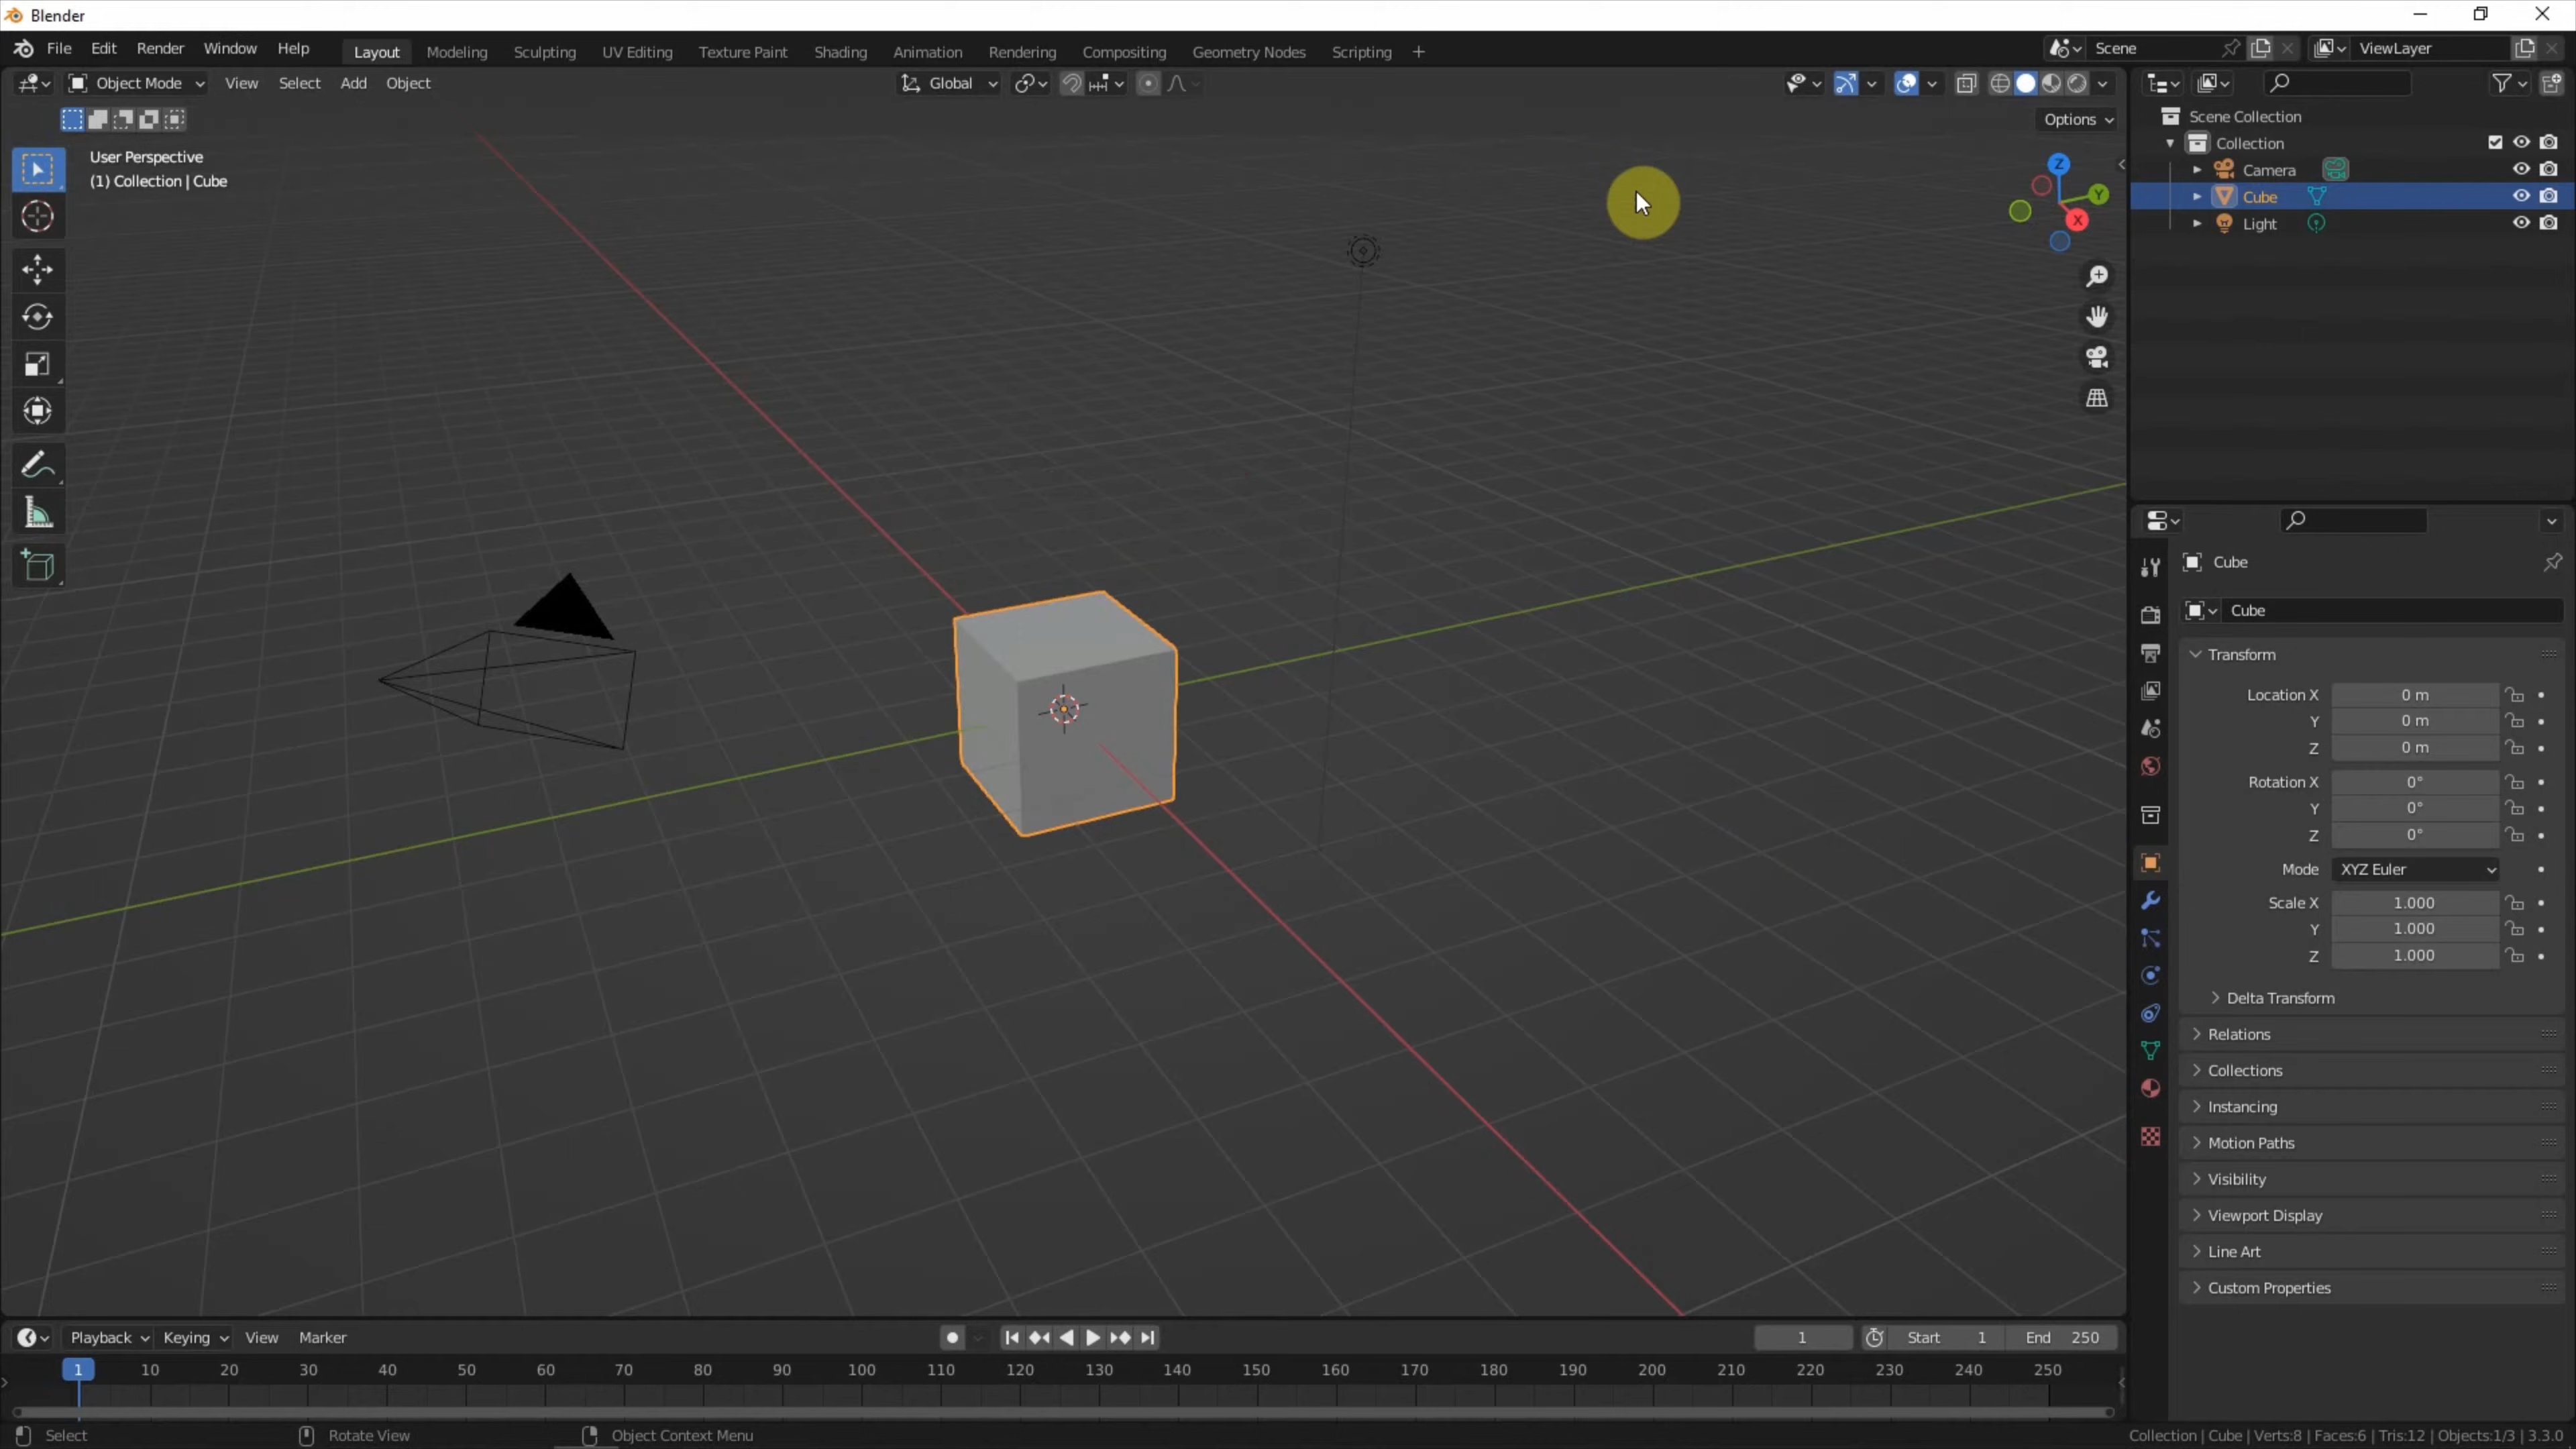 Blender
File Edit Render Window Help Layout Modeling Sculpting UV Editing Texture Paint Shading Animation Rendering Compositing Geometry Nodes Scripting + Scene ViewLayer
Object Mode View Select Add Object Global
Options
User Perspective
(1) Collection | Cube
Z
Y
X
Scene Collection
Collection
Camera
Cube
Light
Cube
Cube
Transform
Location X 0 m
Y 0 m
Z 0 m
Rotation X 0°
Y 0°
Z 0°
Mode XYZ Euler
Scale X 1.000
Y 1.000
Z 1.000
Delta Transform
Relations
Collections
Instancing
Motion Paths
Visibility
Viewport Display
Line Art
Custom Properties
Playback Keying View Marker 1 Start 1 End 250
1 10 20 30 40 50 60 70 80 90 100 110 120 130 140 150 160 170 180 190 200 210 220 230 240 250
Select Rotate View Object Context Menu Collection | Cube | Verts:8 | Faces:6 | Tris:12 | Objects:1/3 | 3.3.0